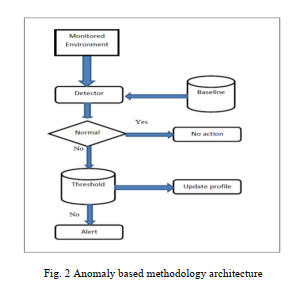 Monitored
Environment
Detector
Baseline
Yes
Normal
No action
No
Threshold
Update profile
No
Alert
Fig. 2 Anomaly based methodology architecture